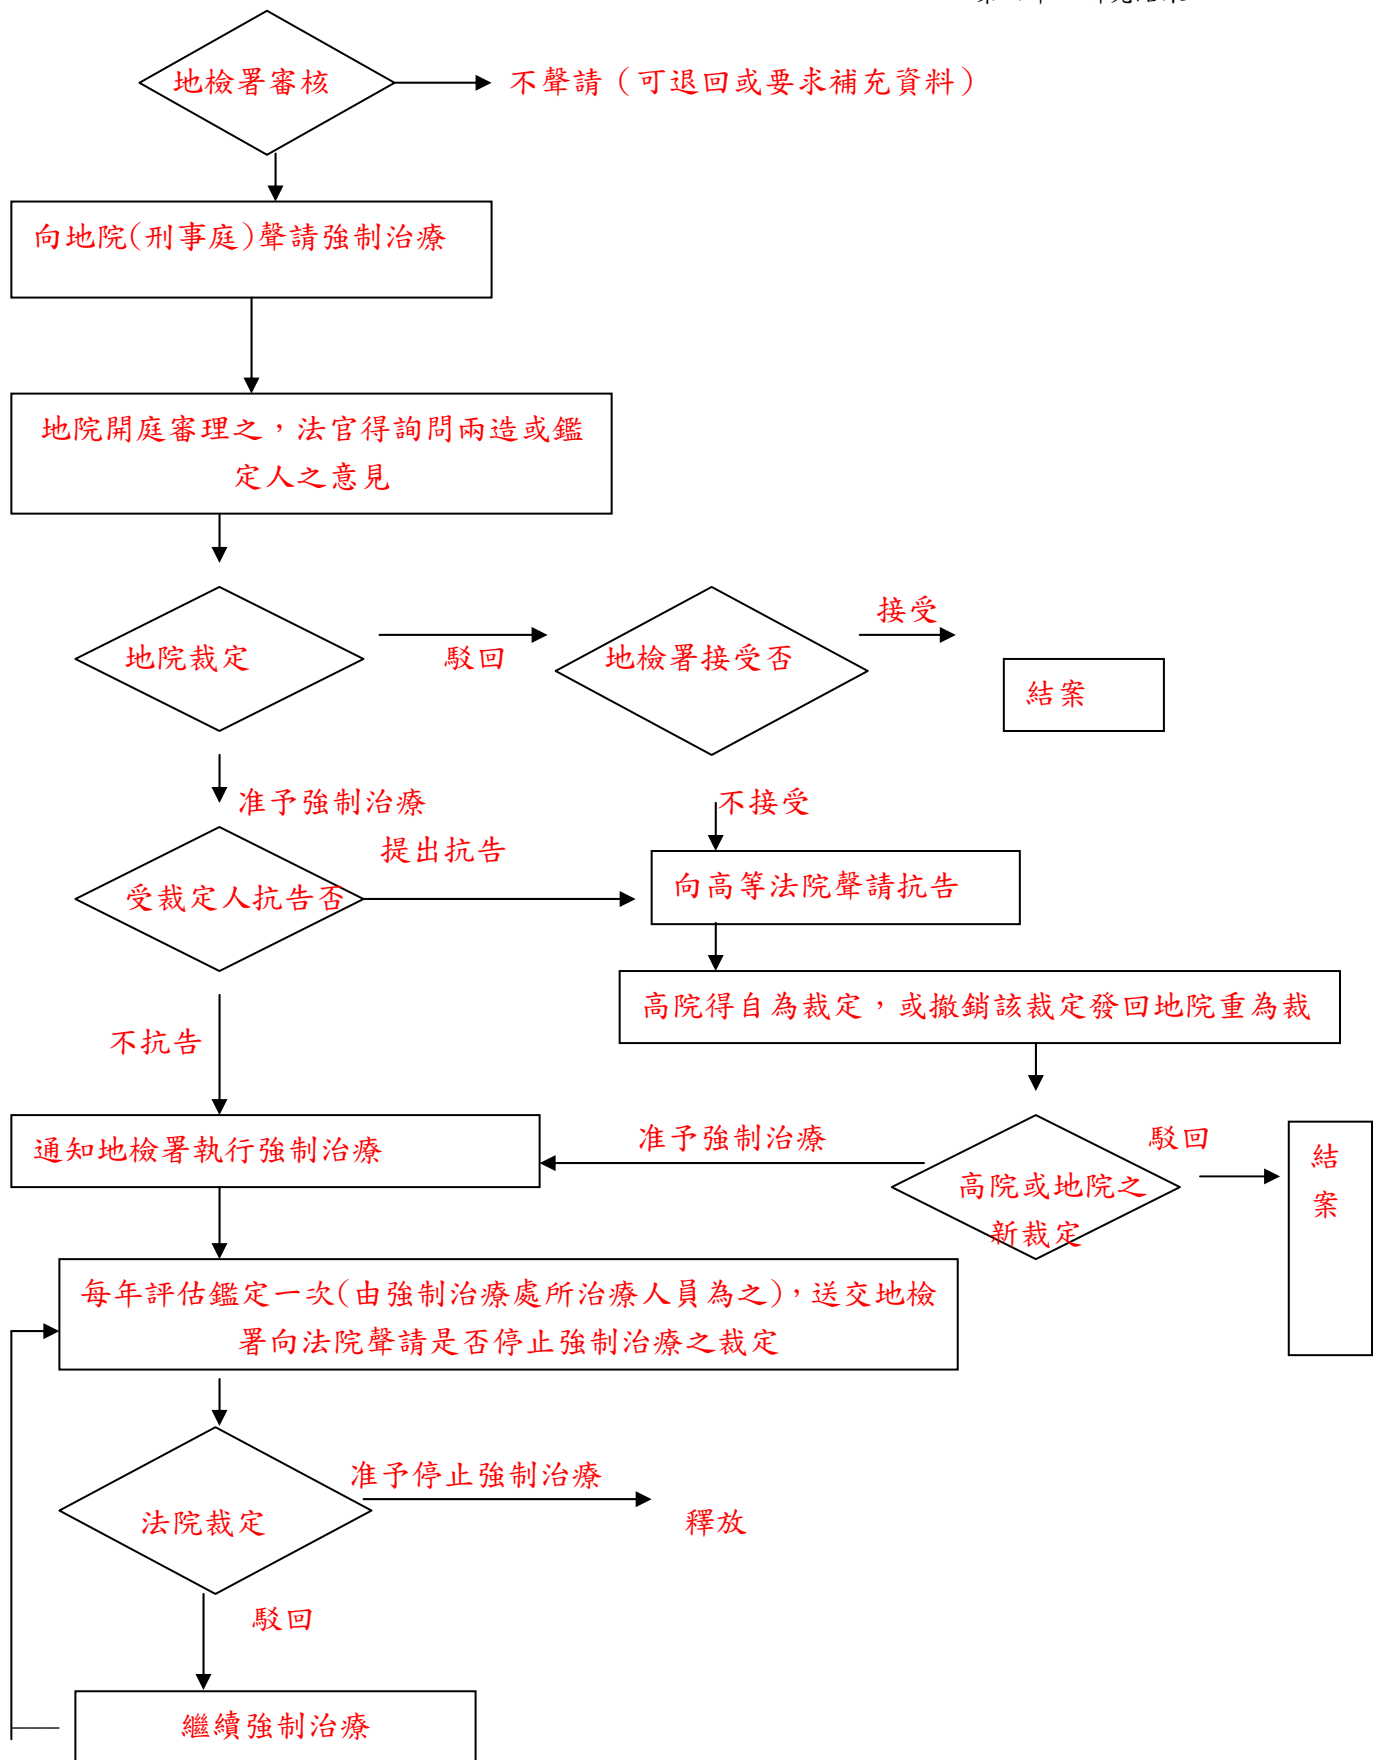 地檢署審核
不聲請（可退回或要求補充資料）
向地院(刑事庭)聲請強制治療
地院開庭審理之，法官得詢問兩造或鑑
定人之意見
地院裁定
駁回
地檢署接受否
接受
結案
准予強制治療
不接受
提出抗告
受裁定人抗告否
向高等法院聲請抗告
高院得自為裁定，或撤銷該裁定發回地院重為裁
不抗告
通知地檢署執行強制治療
准予強制治療
高院或地院之
新裁定
駁回
結
案
每年評估鑑定一次(由強制治療處所治療人員為之)，送交地檢
署向法院聲請是否停止強制治療之裁定
法院裁定
准予停止強制治療
釋放
駁回
繼續強制治療